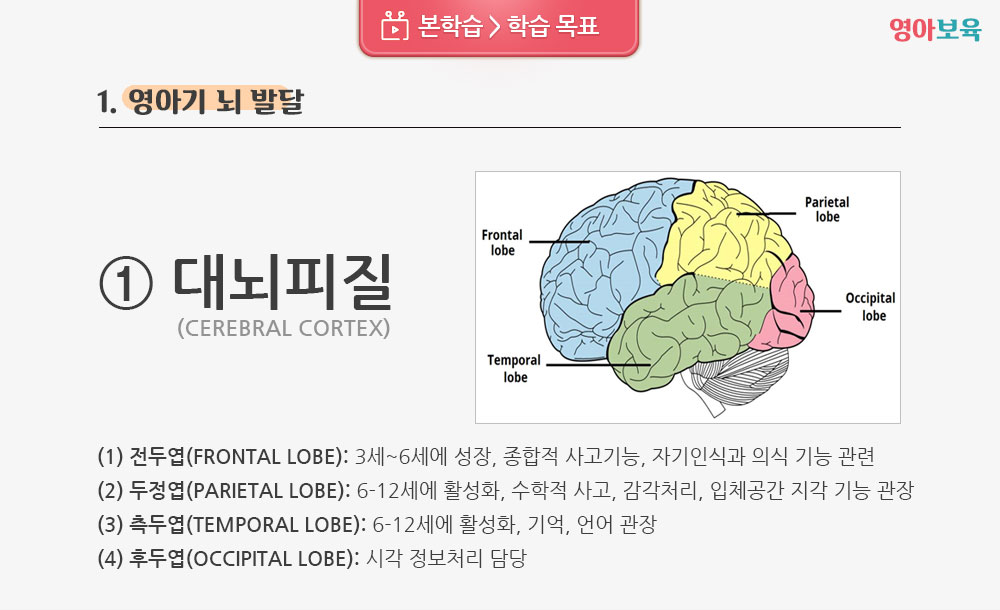 본학습 > 학습 목표
영아보육
1. 영아기 뇌 발달
① 대뇌피질
(CEREBRAL CORTEX)
Frontal
lobe
Parietal
lobe
Occipital
lobe
Temporal
lobe
(1) 전두엽(FRONTAL LOBE): 3세~6세에 성장, 종합적 사고기능, 자기인식과 의식 기능 관련
(2) 두정엽(PARIETAL LOBE): 6-12세에 활성화, 수학적 사고, 감각처리, 입체공간 지각 기능 관장
(3) 측두엽(TEMPORAL LOBE): 6-12세에 활성화, 기억, 언어 관장
(4) 후두엽(OCCIPITAL LOBE): 시각 정보처리 담당